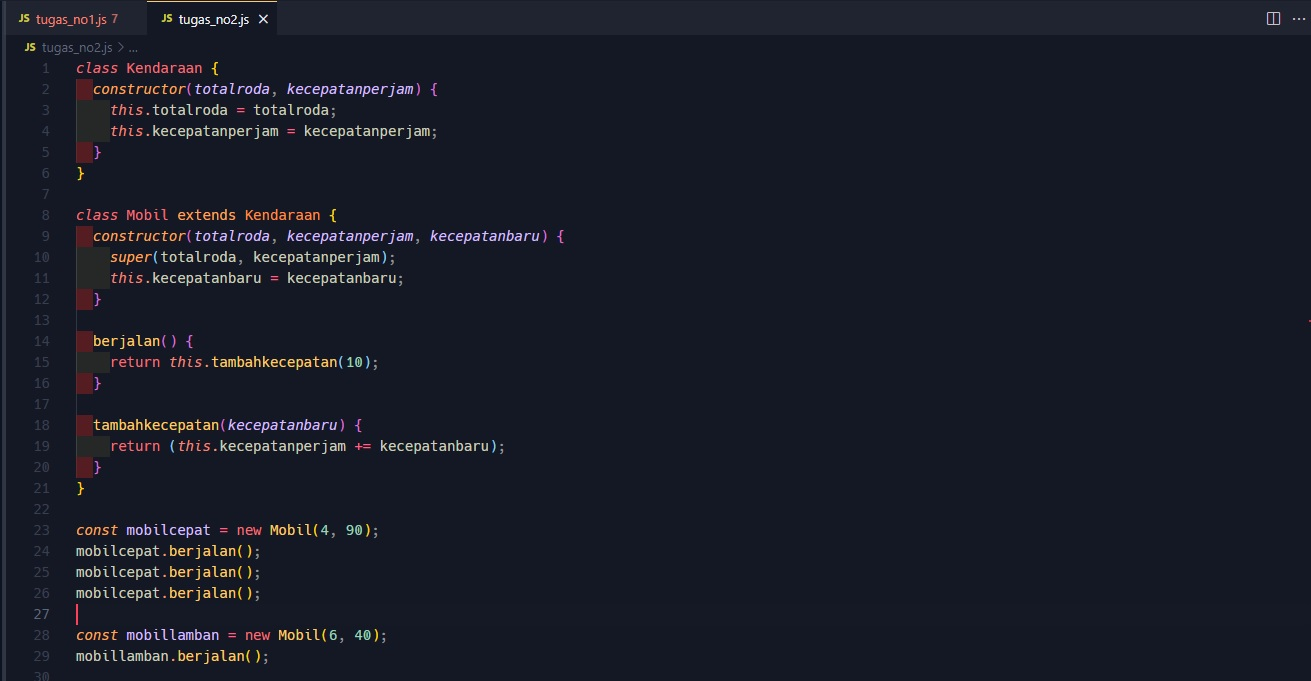 JS tugas_no1.js 7 JS tugas_no2.js ×
JS tugas_no2.js > ...
1 class Kendaraan {
2 constructor(totalroda, kecepatanperjam) {
3 this.totalroda = totalroda;
4 this.kecepatanperjam = kecepatanperjam;
5 }
6 }
7
8 class Mobil extends Kendaraan {
9 constructor(totalroda, kecepatanperjam, kecepatanbaru) {
10 super(totalroda, kecepatanperjam);
11 this.kecepatanbaru = kecepatanbaru;
12 }
13
14 berjalan() {
15 return this.tambahkecepatan(10);
16 }
17
18 tambahkecepatan(kecepatanbaru) {
19 return (this.kecepatanperjam += kecepatanbaru);
20 }
21 }
22
23 const mobilcepat = new Mobil(4, 90);
24 mobilcepat.berjalan();
25 mobilcepat.berjalan();
26 mobilcepat.berjalan();
27
28 const mobillamban = new Mobil(6, 40);
29 mobillamban.berjalan();
30